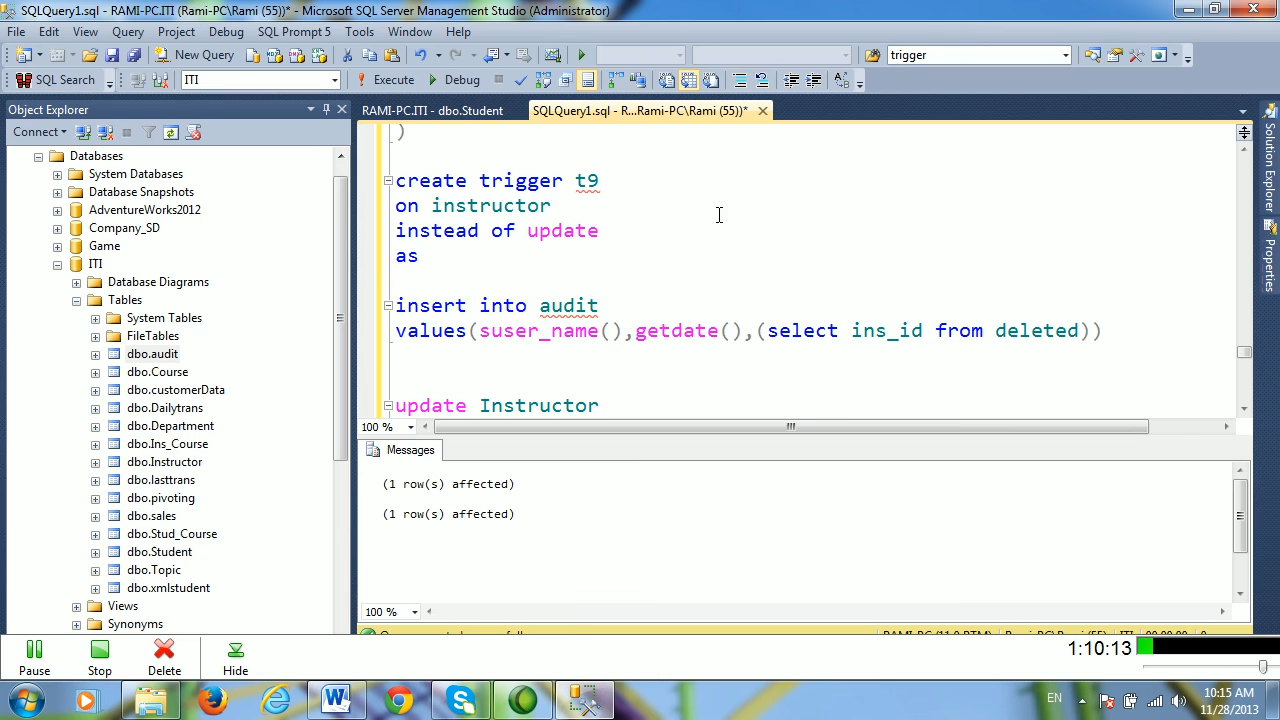 SQLQuery1.sql - RAMI-PC.ITI (Rami-PC\Rami (55))* - Microsoft SQL Server Management Studio (Administrator)
File Edit View Query Project Debug SQL Prompt 5 Tools Window Help
New Query trigger
SQL Search ITI Execute Debug
Object Explorer
Connect
Databases
System Databases
Database Snapshots
AdventureWorks2012
Company_SD
Game
ITI
Database Diagrams
Tables
System Tables
FileTables
dbo.audit
dbo.Course
dbo.customerData
dbo.Dailytrans
dbo.Department
dbo.Ins_Course
dbo.Instructor
dbo.lasttrans
dbo.pivoting
dbo.sales
dbo.Stud_Course
dbo.Student
dbo.Topic
dbo.xmlstudent
Views
Synonyms
RAMI-PC.ITI - dbo.Student SQLQuery1.sql - R...Rami-PC\Rami (55))*
)
create trigger t9
on instructor
instead of update
as
insert into audit
values(suser_name(),getdate(),(select ins_id from deleted))
update Instructor
100 %
Messages
(1 row(s) affected)
(1 row(s) affected)
100 %
Solution Explorer
Properties
1:10:13
Pause Stop Delete Hide
EN 10:15 AM
11/28/2013